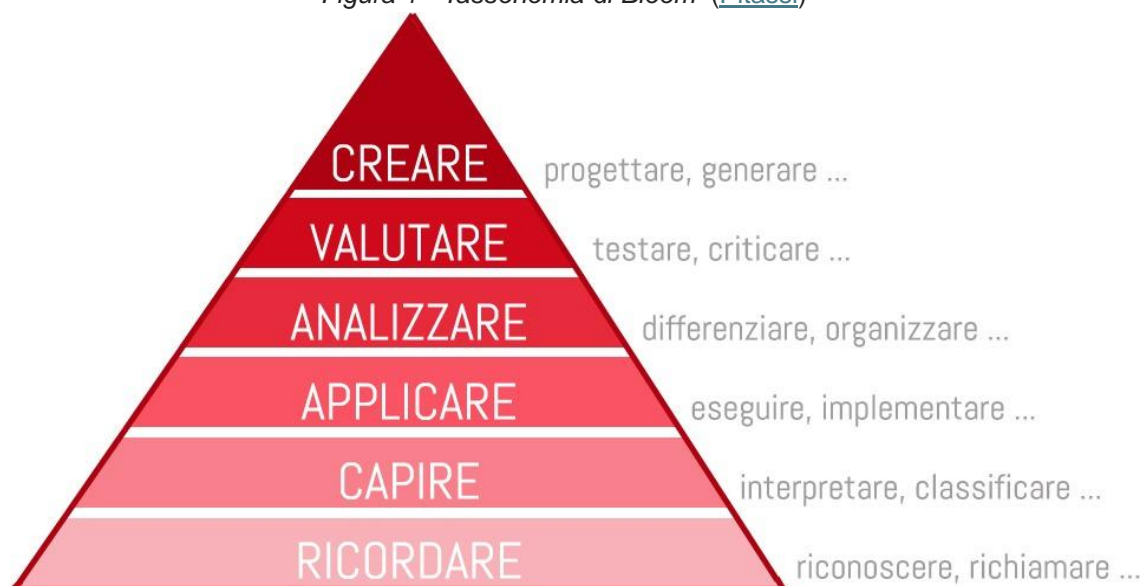 CREARE progettare, generare ...
VALUTARE testare, criticare ...
ANALIZZARE differenziare, organizzare ...
APPLICARE eseguire, implementare ...
CAPIRE interpretare, classificare ...
RICORDARE riconoscere, richiamare ...